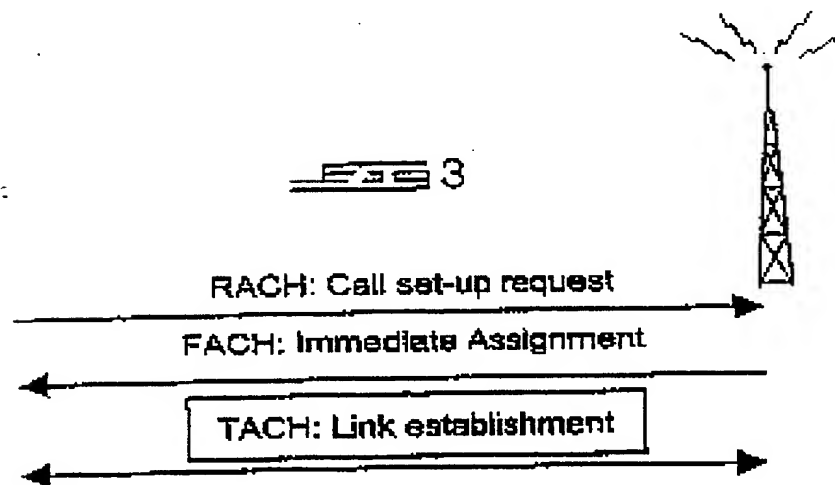 3
RACH: Call set-up request
FACH: Immediate Assignment
TACH: Link establishment